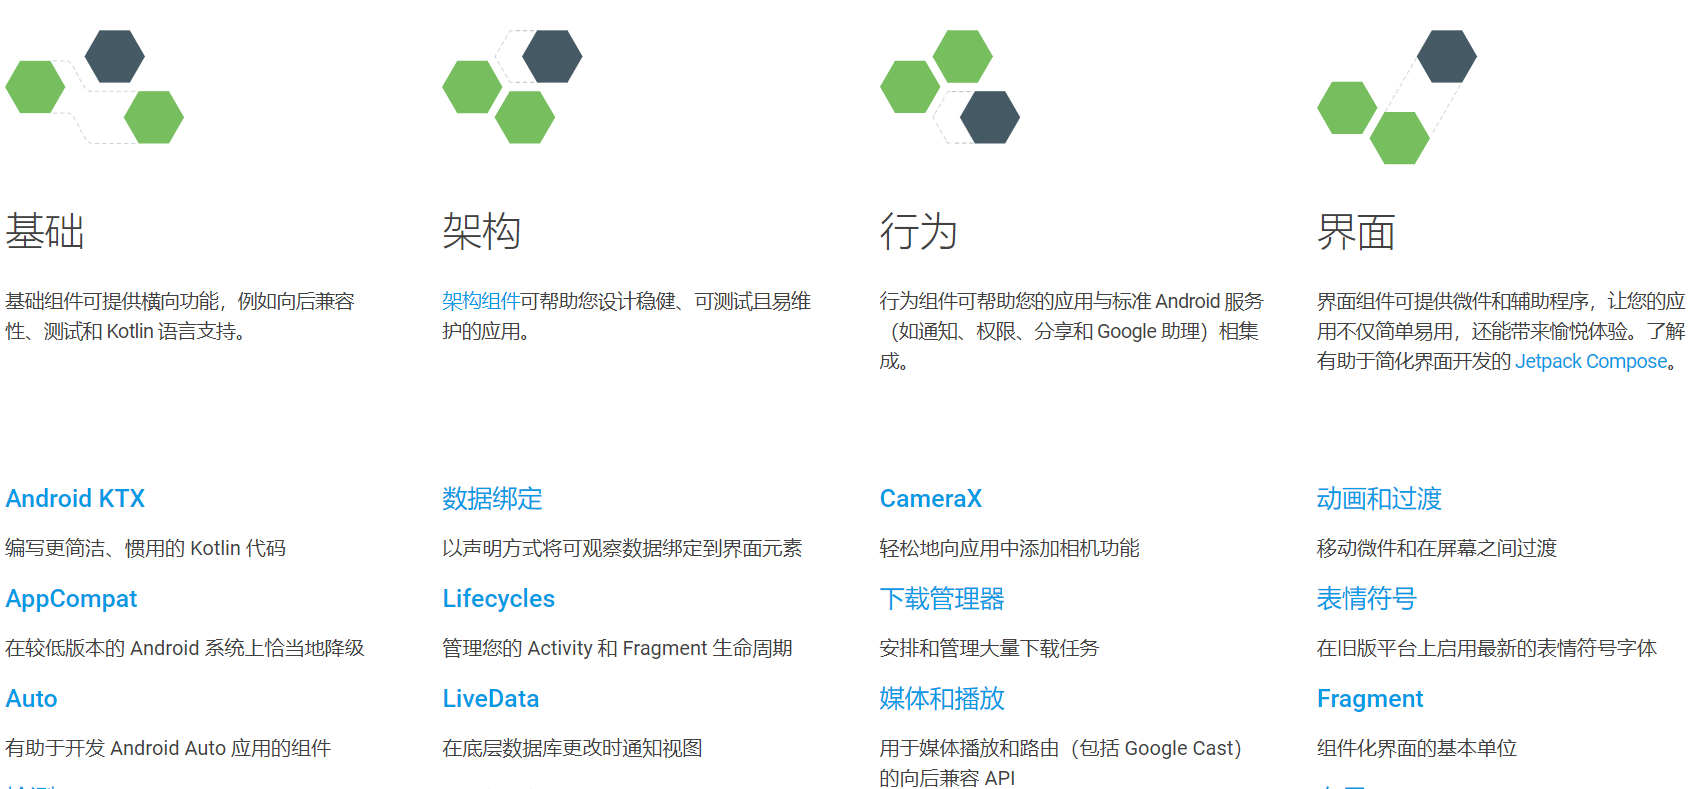 基础
基础组件可提供横向功能，例如向后兼容
性、测试和 Kotlin 语言支持。
Android KTX
编写更简洁、惯用的 Kotlin 代码
AppCompat
在较低版本的 Android 系统上恰当地降级
Auto
有助于开发 Android Auto 应用的组件
架构
架构组件可帮助您设计稳健、可测试且易维
护的应用。
数据绑定
以声明方式将可观察数据绑定到界面元素
Lifecycles
管理您的 Activity 和 Fragment 生命周期
LiveData
在底层数据库更改时通知视图
行为
行为组件可帮助您的应用与标准 Android 服务
（如通知、权限、分享和 Google 助理）相集
成。
CameraX
轻松地向应用中添加相机功能
下载管理器
安排和管理大量下载任务
媒体和播放
用于媒体播放和路由（包括 Google Cast）
的向后兼容 API
界面
界面组件可提供微件和辅助程序，让您的应
用不仅简单易用，还能带来愉悦体验。了解
有助于简化界面开发的 Jetpack Compose。
动画和过渡
移动微件和在屏幕之间过渡
表情符号
在旧版平台上启用最新的表情符号字体
Fragment
组件化界面的基本单位